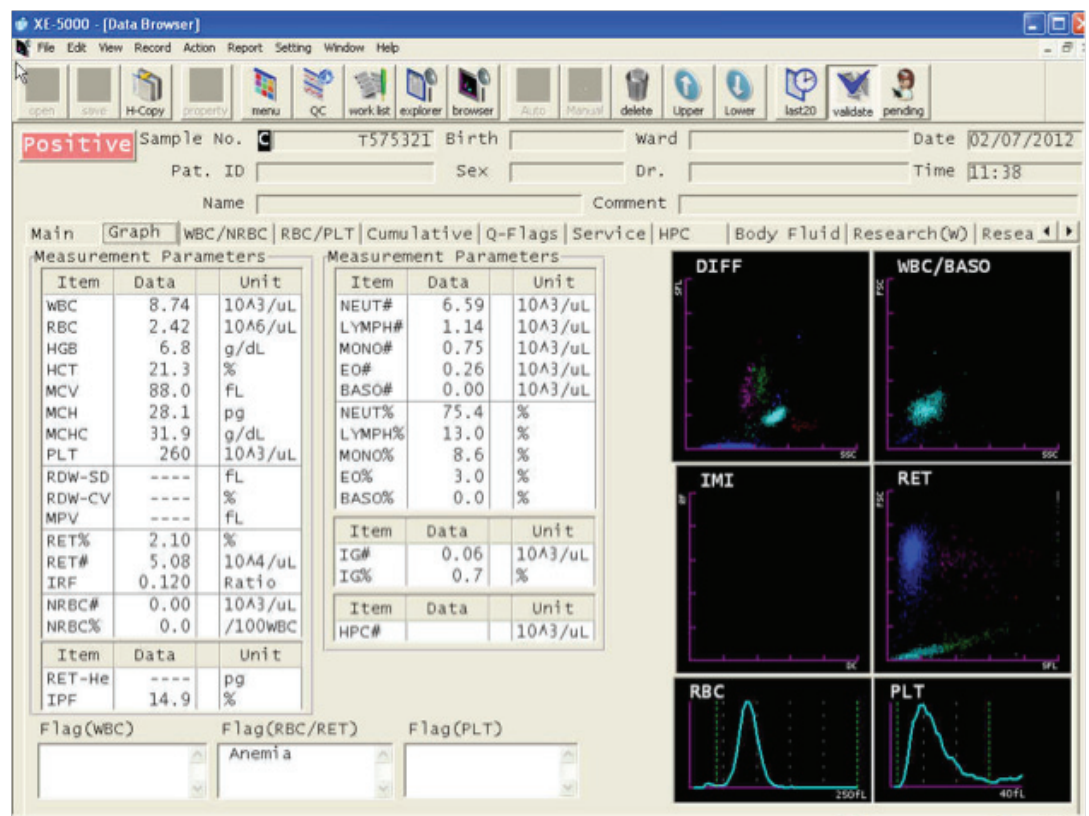 XE-5000 - [Data Browser]
File Edit View Record Action Report Setting Window Help
open save H-Copy property menu QC work list explorer browser Auto Manual delete Upper Lower last20 validate pending
Positive Sample No. C T575321 Birth Ward Date 02/07/2012
Pat. ID Sex Dr. Time 11:38
Name Comment
Main Graph WBC/NRBC RBC/PLT Cumulative Q-Flags Service HPC Body Fluid Research(W) Resea
Measurement Parameters
Item Data Unit
WBC 8.74 10^3/uL
RBC 2.42 10^6/uL
HGB 6.8 g/dL
HCT 21.3 %
MCV 88.0 fL
MCH 28.1 pg
MCHC 31.9 g/dL
PLT 260 10^3/uL
RDW-SD ---- fL
RDW-CV ---- %
MPV ---- fL
RET% 2.10 %
RET# 5.08 10^4/uL
IRF 0.120 Ratio
NRBC# 0.00 10^3/uL
NRBC% 0.0 /100WBC
Item Data Unit
RET-He ---- pg
IPF 14.9 %
Measurement Parameters
Item Data Unit
NEUT# 6.59 10^3/uL
LYMPH# 1.14 10^3/uL
MONO# 0.75 10^3/uL
EO# 0.26 10^3/uL
BASO# 0.00 10^3/uL
NEUT% 75.4 %
LYMPH% 13.0 %
MONO% 8.6 %
EO% 3.0 %
BASO% 0.0 %
Item Data Unit
IG# 0.06 10^3/uL
IG% 0.7 %
Item Data Unit
HPC# 10^3/uL
DIFF
SFL
SSC
WBC/BASO
FSC
SSC
IMI
RF
DC
RET
FSC
SFL
RBC
250fL
PLT
40fL
Flag(WBC) Flag(RBC/RET) Flag(PLT)
Anemia